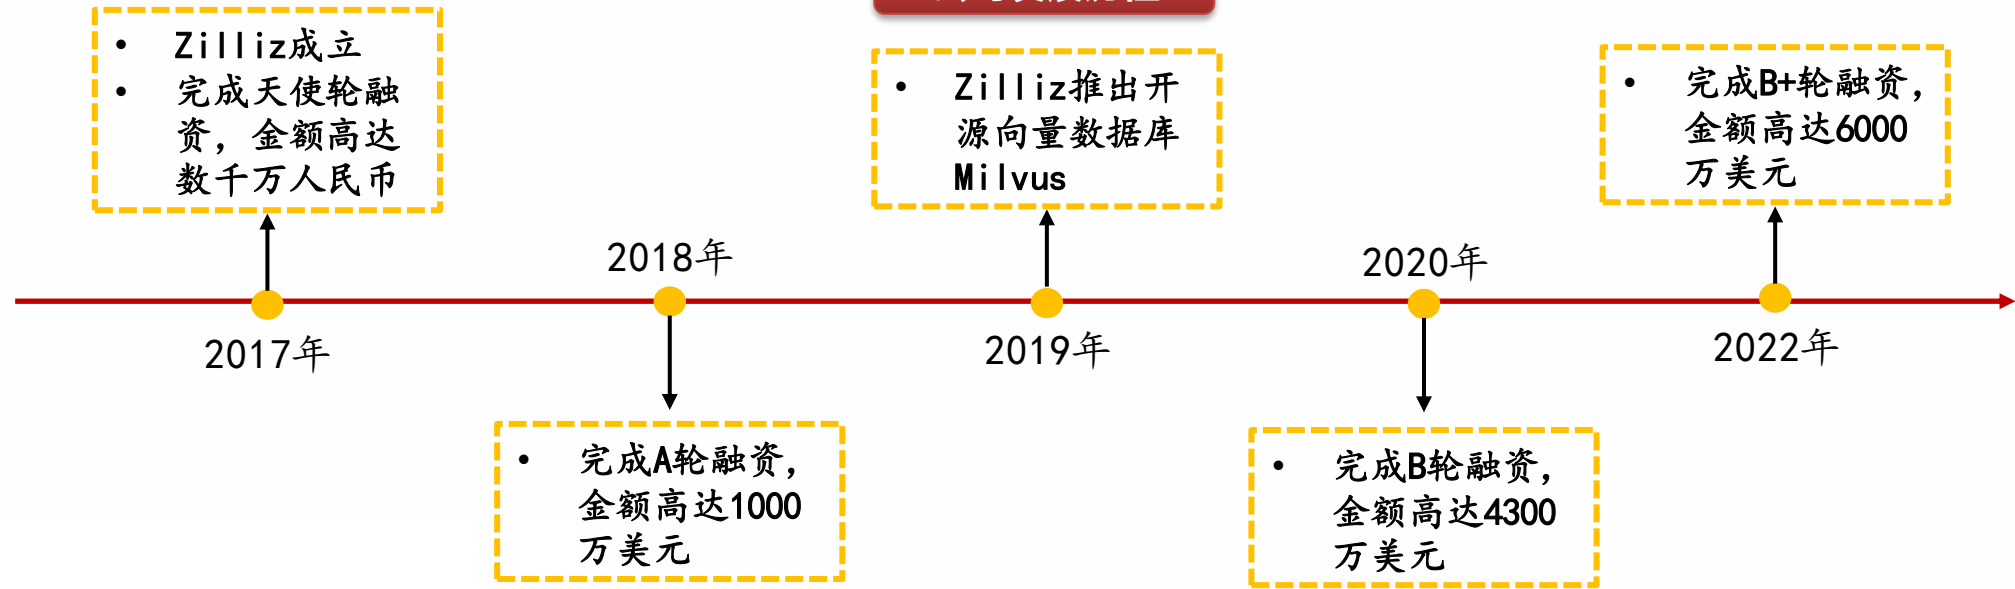 • Zilliz成立
• 完成天使轮融
资，金额高达
数千万人民币
2017年
2018年
• 完成A轮融资，
金额高达1000
万美元
• Zilliz推出开
源向量数据库
Milvus
2019年
2020年
• 完成B轮融资，
金额高达4300
万美元
• 完成B+轮融资，
金额高达6000
万美元
2022年